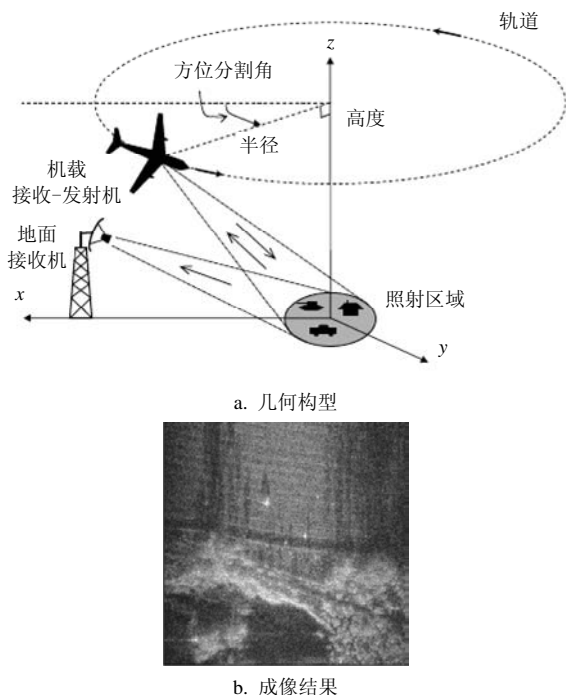 轨道
z
方位分割角
高度
半径
机载
接收-发射机
地面
接收机
x
照射区域
y
a. 几何构型
b. 成像结果